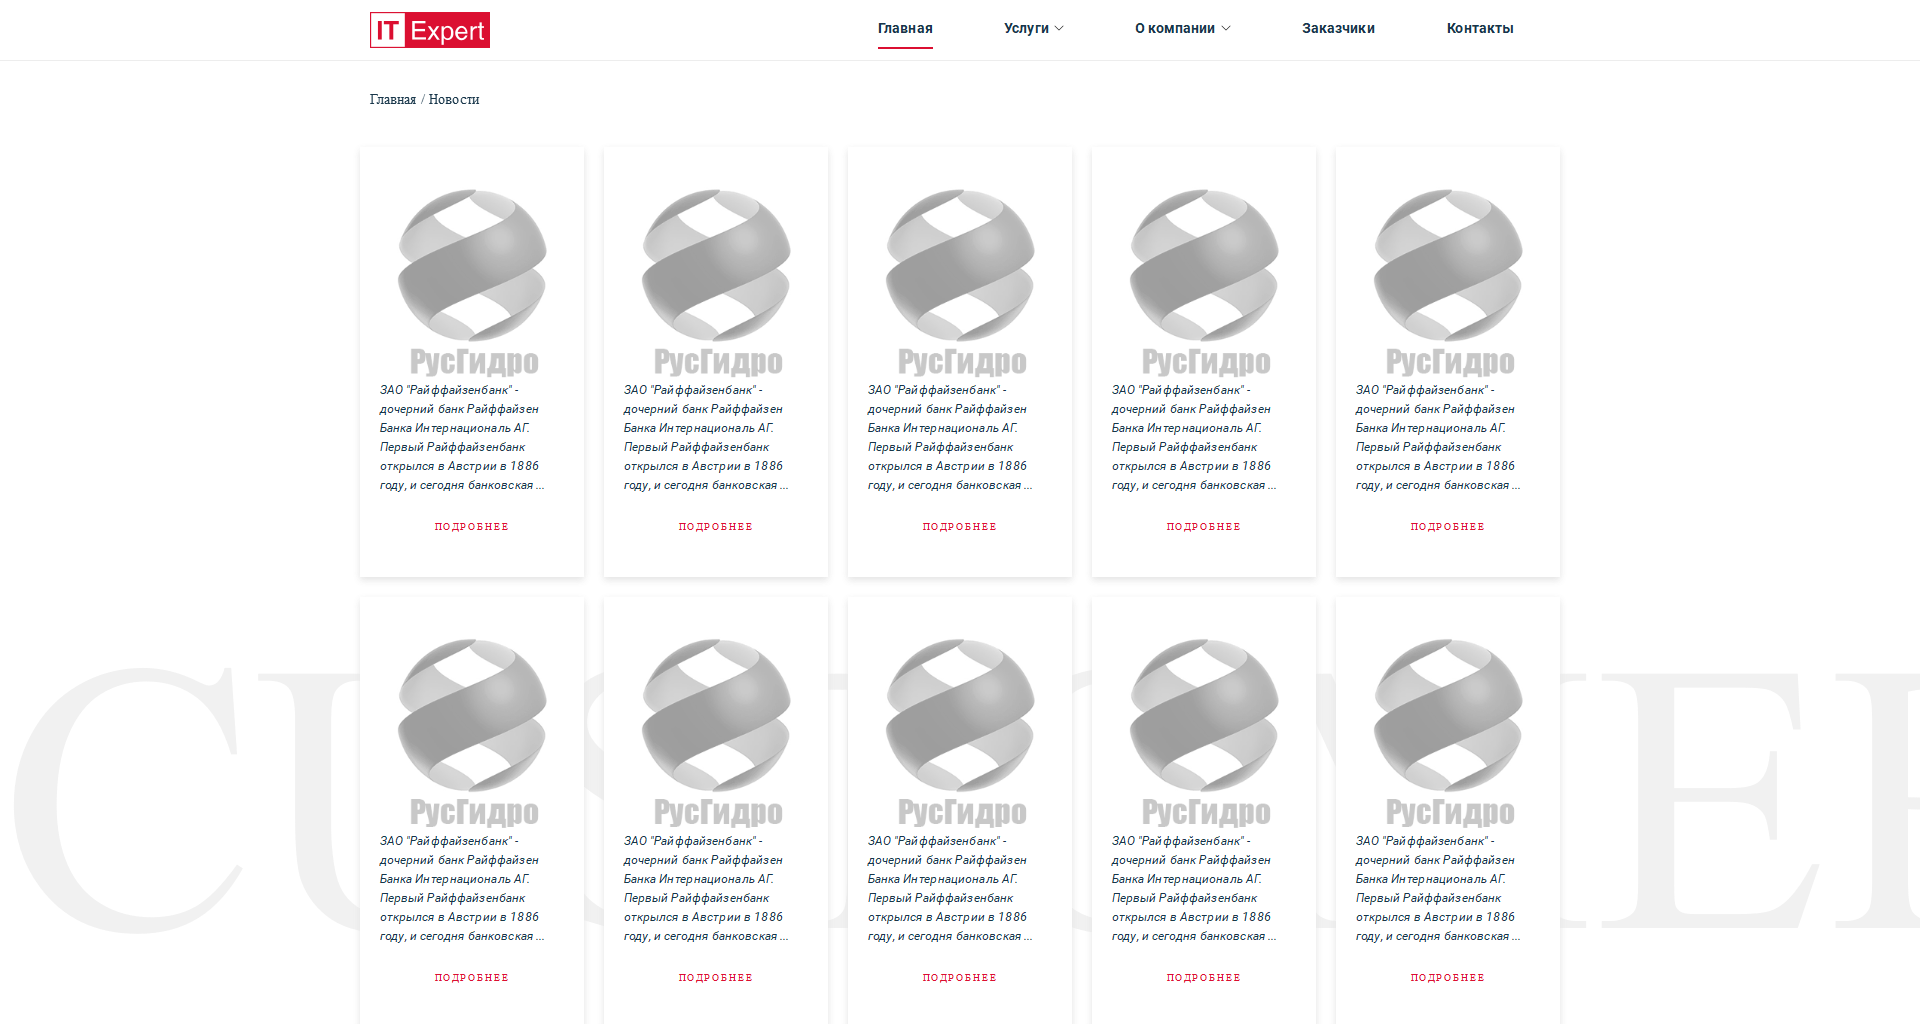 IT Expert
Главная Услуги О компании Заказчики Контакты
Главная / Новости
РусГидро РусГидро РусГидро РусГидро РусГидро
ЗАО "Райффайзенбанк" -
дочерний банк Райффайзен
Банка Интернациональ АГ.
Первый Райффайзенбанк
открылся в Австрии в 1886
году, и сегодня банковская ...
ПОДРОБНЕЕ
ЗАО "Райффайзенбанк" -
дочерний банк Райффайзен
Банка Интернациональ АГ.
Первый Райффайзенбанк
открылся в Австрии в 1886
году, и сегодня банковская ...
ПОДРОБНЕЕ
ЗАО "Райффайзенбанк" -
дочерний банк Райффайзен
Банка Интернациональ АГ.
Первый Райффайзенбанк
открылся в Австрии в 1886
году, и сегодня банковская ...
ПОДРОБНЕЕ
ЗАО "Райффайзенбанк" -
дочерний банк Райффайзен
Банка Интернациональ АГ.
Первый Райффайзенбанк
открылся в Австрии в 1886
году, и сегодня банковская ...
ПОДРОБНЕЕ
ЗАО "Райффайзенбанк" -
дочерний банк Райффайзен
Банка Интернациональ АГ.
Первый Райффайзенбанк
открылся в Австрии в 1886
году, и сегодня банковская ...
ПОДРОБНЕЕ
РусГидро РусГидро РусГидро РусГидро РусГидро
ЗАО "Райффайзенбанк" -
дочерний банк Райффайзен
Банка Интернациональ АГ.
Первый Райффайзенбанк
открылся в Австрии в 1886
году, и сегодня банковская ...
ПОДРОБНЕЕ
ЗАО "Райффайзенбанк" -
дочерний банк Райффайзен
Банка Интернациональ АГ.
Первый Райффайзенбанк
открылся в Австрии в 1886
году, и сегодня банковская ...
ПОДРОБНЕЕ
ЗАО "Райффайзенбанк" -
дочерний банк Райффайзен
Банка Интернациональ АГ.
Первый Райффайзенбанк
открылся в Австрии в 1886
году, и сегодня банковская ...
ПОДРОБНЕЕ
ЗАО "Райффайзенбанк" -
дочерний банк Райффайзен
Банка Интернациональ АГ.
Первый Райффайзенбанк
открылся в Австрии в 1886
году, и сегодня банковская ...
ПОДРОБНЕЕ
ЗАО "Райффайзенбанк" -
дочерний банк Райффайзен
Банка Интернациональ АГ.
Первый Райффайзенбанк
открылся в Австрии в 1886
году, и сегодня банковская ...
ПОДРОБНЕЕ